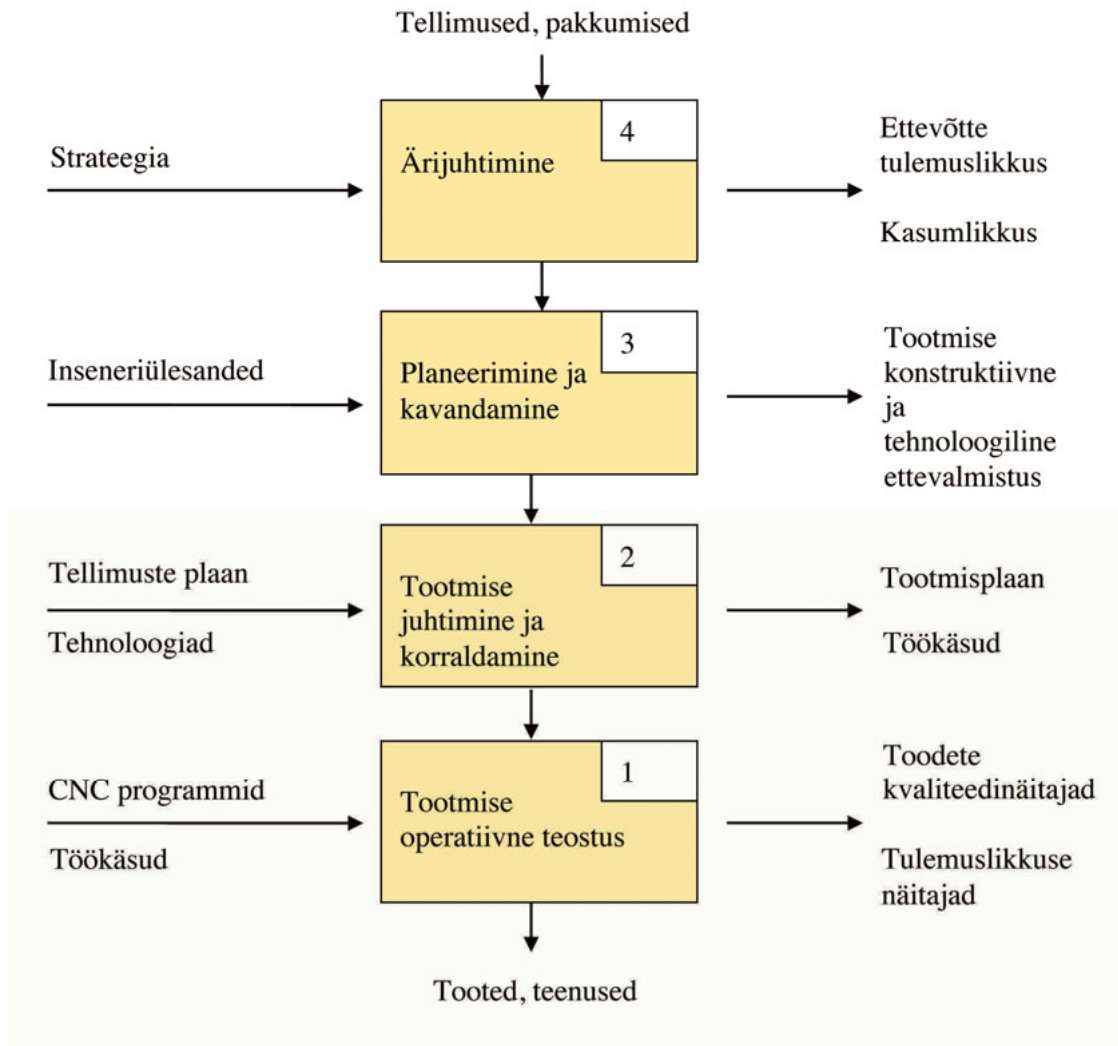 Tellimused, pakkumised
4
Strateegia
Ärijuhtimine
Ettevõtte
tulemuslikkus
Kasumlikkus
3
Inseneriülesanded
Planeerimine ja
kavandamine
Tootmise
konstruktiivne
ja
tehnoloogiline
ettevalmistus
2
Tellimuste plaan
Tehnoloogiad
Tootmise
juhtimine ja
korraldamine
Tootmisplaan
Töökäsud
1
CNC programmid
Töökäsud
Tootmise
operatiivne teostus
Toodete
kvaliteedinäitajad
Tulemuslikkuse
näitajad
Tooted, teenused